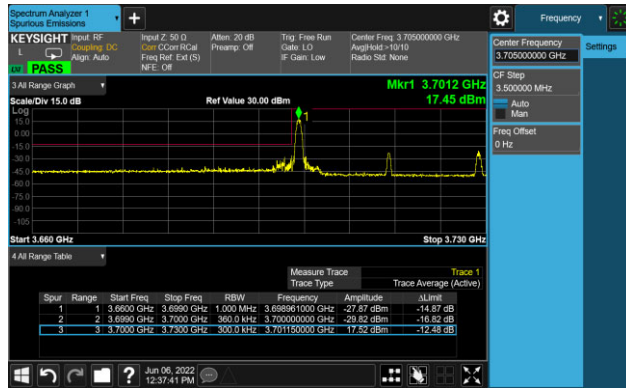 Spectrum Analyzer 1
Spurious Emissions
Frequency
KEYSIGHT Input: RF Input Z: 50 Ω Atten: 20 dB Trig: Free Run Center Freq: 3.705000000 GHz
L Coupling: DC Corr CCorr RCal Preamp: Off Gate: LO Avg|Hold:>10/10
Align: Auto Freq Ref: Ext (S) IF Gain: Low Radio Std: None
PASS NFE: Off
Center Frequency Settings
3.705000000 GHz
CF Step
3.500000 MHz
Auto
Man
Freq Offset
0 Hz
3 All Range Graph Mkr1 3.7012 GHz
Scale/Div 15.0 dB Ref Value 30.00 dBm 17.45 dBm
Log
15.0
0.00
-15.0
-30.0
-45.0
-60.0
-75.0
-90.0
-105
1
Start 3.660 GHz Stop 3.730 GHz
4 All Range Table
Measure Trace Trace 1
Trace Type Trace Average (Active)
Spur Range Start Freq Stop Freq RBW Frequency Amplitude ΔLimit
1 1 3.6600 GHz 3.6990 GHz 1.000 MHz 3.698961000 GHz -27.87 dBm -14.87 dB
2 2 3.6990 GHz 3.7000 GHz 360.0 kHz 3.700000000 GHz -29.82 dBm -16.82 dB
3 3 3.7000 GHz 3.7300 GHz 300.0 kHz 3.701150000 GHz 17.52 dBm -12.48 dB
Jun 06, 2022
12:37:41 PM